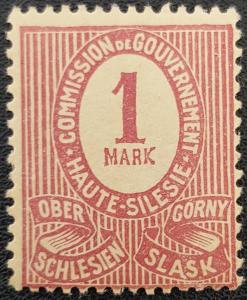 COMMISSION DE GOUVERNEMENT
HAUTE-SILESIE
1
MARK
OBER
SCHLESIEN
GORNY
SLASK